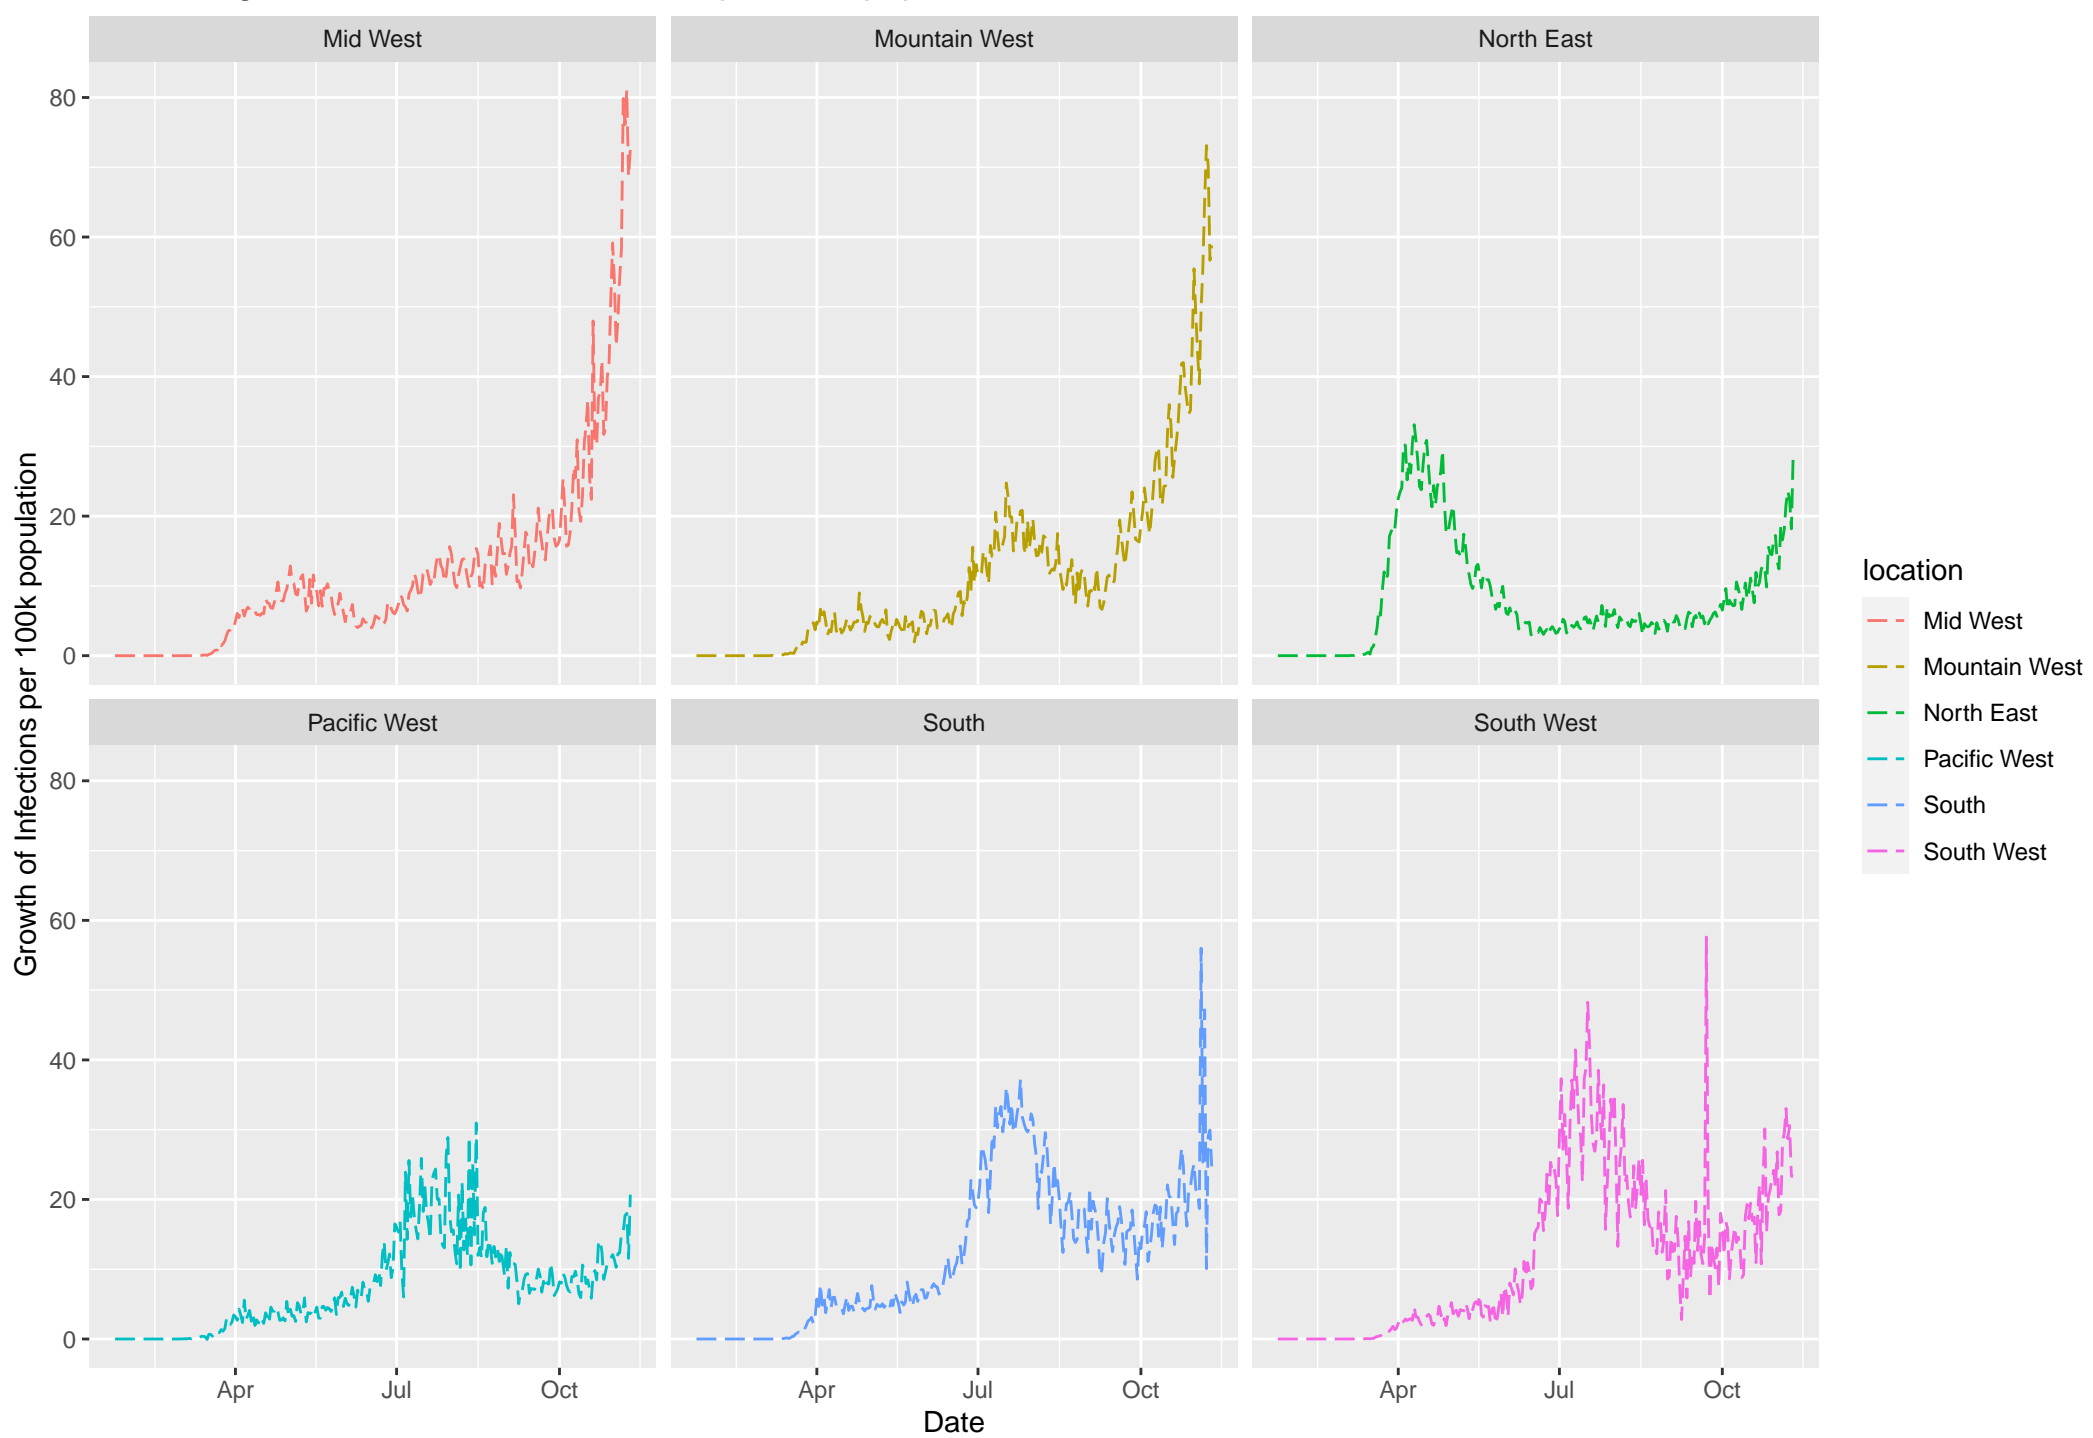 Mid West
Mountain West
North East
80
60
40
20
0
Pacific West
South
South West
80
60
40
20
0
Growth of Infections per 100k population
Apr
Jul
Oct
Apr
Jul
Oct
Apr
Jul
Oct
Date
location
Mid West
Mountain West
North East
Pacific West
South
South West